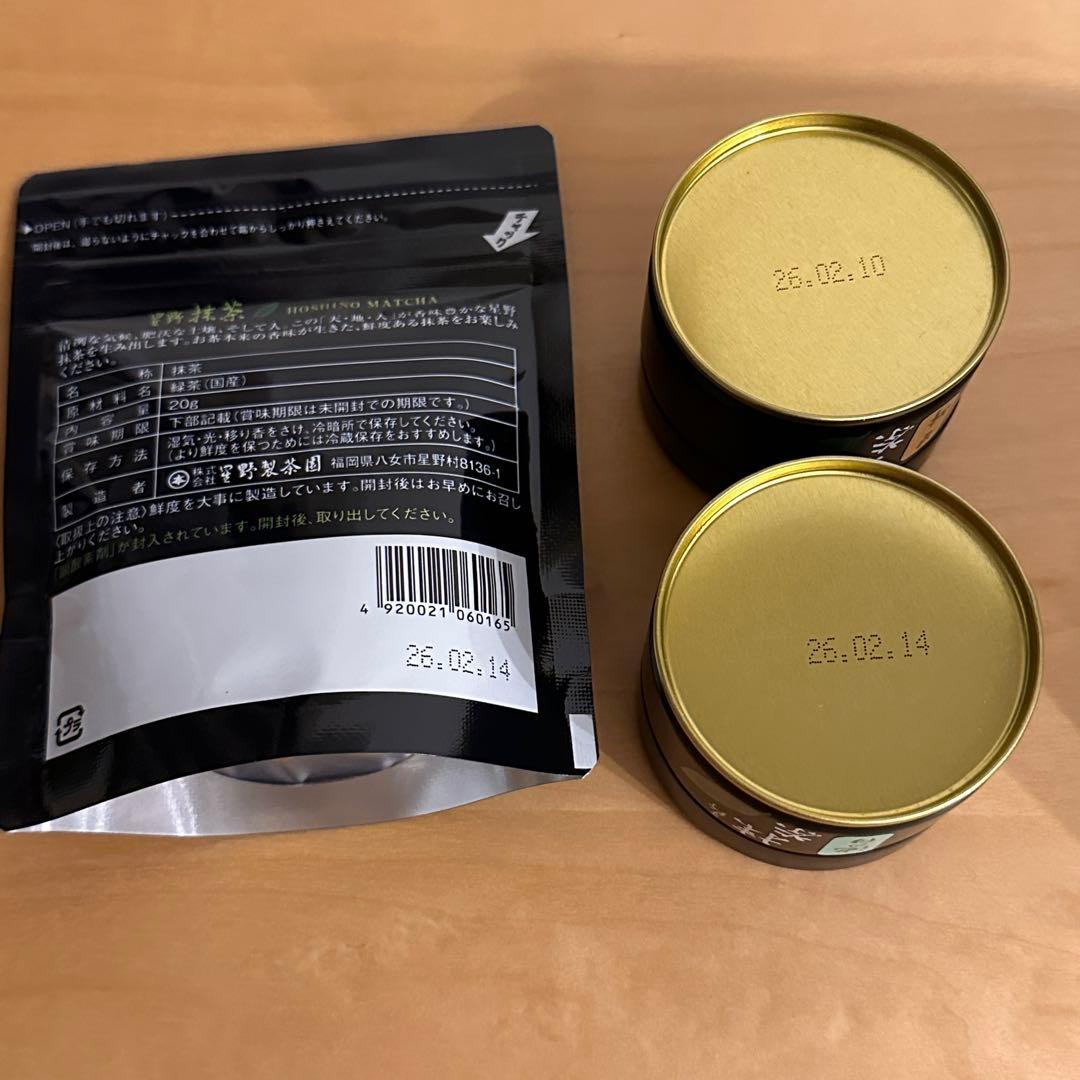 ▶OPEN (手でも切れます)
開封後は、湿らないようにチャックを合わせて幕からしっかり押さえてください。
チャック
星野抹茶 HOSHINO MATCHA
清潤な気候、肥沃な土壌、そして人。この「天・地・人」が香味豊かな星野
抹茶を生み出します。お茶本来の香味が生きた、鮮度ある抹茶をお楽しみ
ください。
名称 抹茶
原材料名 緑茶(国産)
内容量 20g
賞味期限 下部記載(賞味期限は未開封での期限です。)
保存方法 湿気・光・移り香をさけ、冷暗所で保存してください。
(より鮮度を保つためには冷蔵保存をおすすめします。)
製造者 株式会社 星野製茶園 福岡県八女市星野村8136-1
〈取扱上の注意〉鮮度を大事に製造しています。開封後はお早めにお召し
上がりください。
「脱酸素剤」が封入されています。開封後、取り出してください。
4 920021 060165
26.02.14
プラ
26.02.10
26.02.14